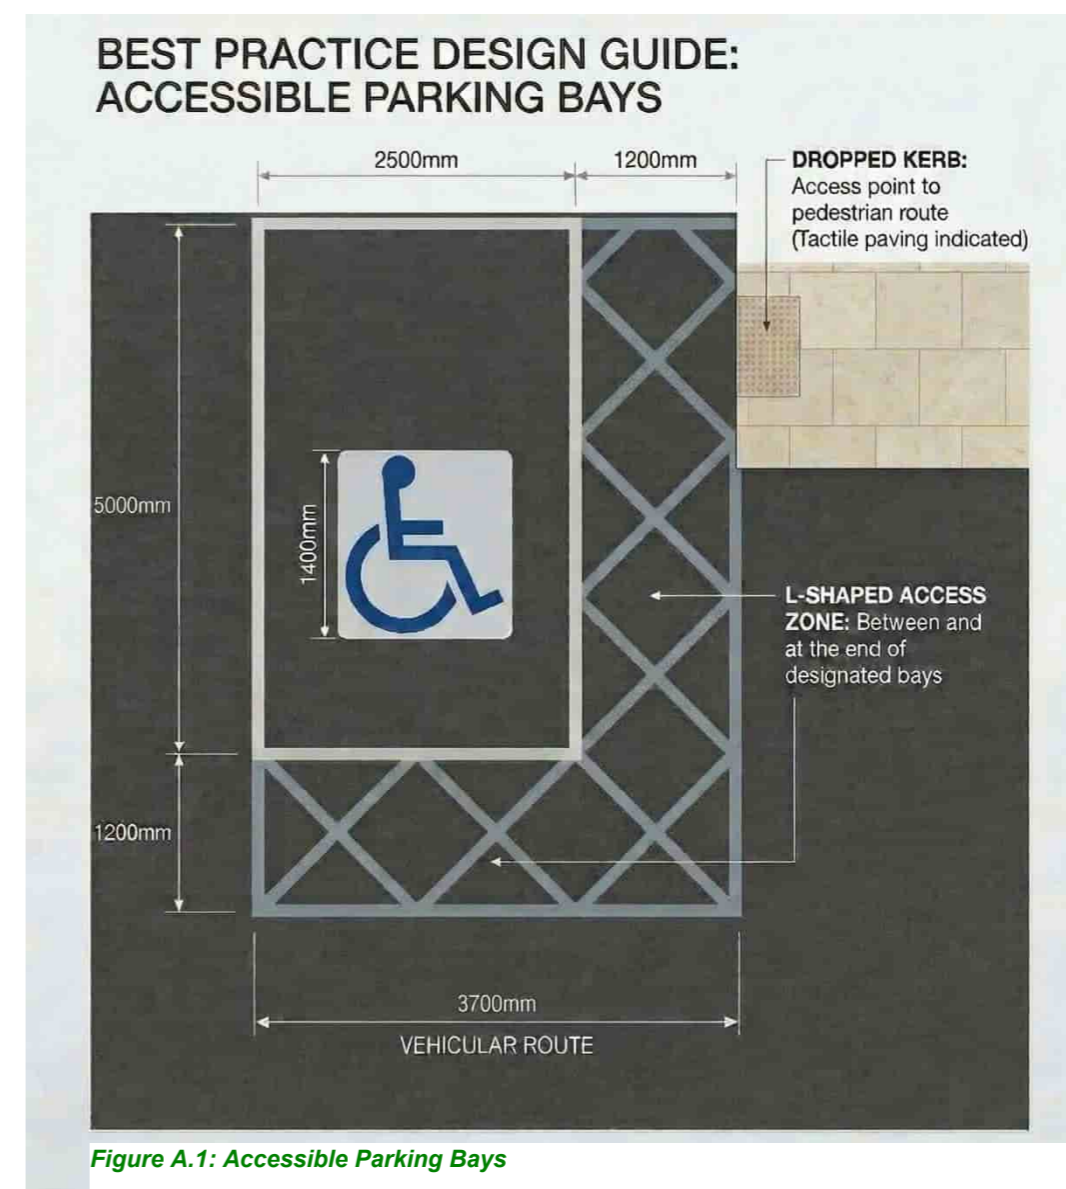 BEST PRACTICE DESIGN GUIDE:
ACCESSIBLE PARKING BAYS
2500mm
1200mm
DROPPED KERB:
Access point to
pedestrian route
(Tactile paving indicated)
5000mm
1400mm
L-SHAPED ACCESS
ZONE: Between and
at the end of
designated bays
1200mm
3700mm
VEHICULAR ROUTE
Figure A.1: Accessible Parking Bays